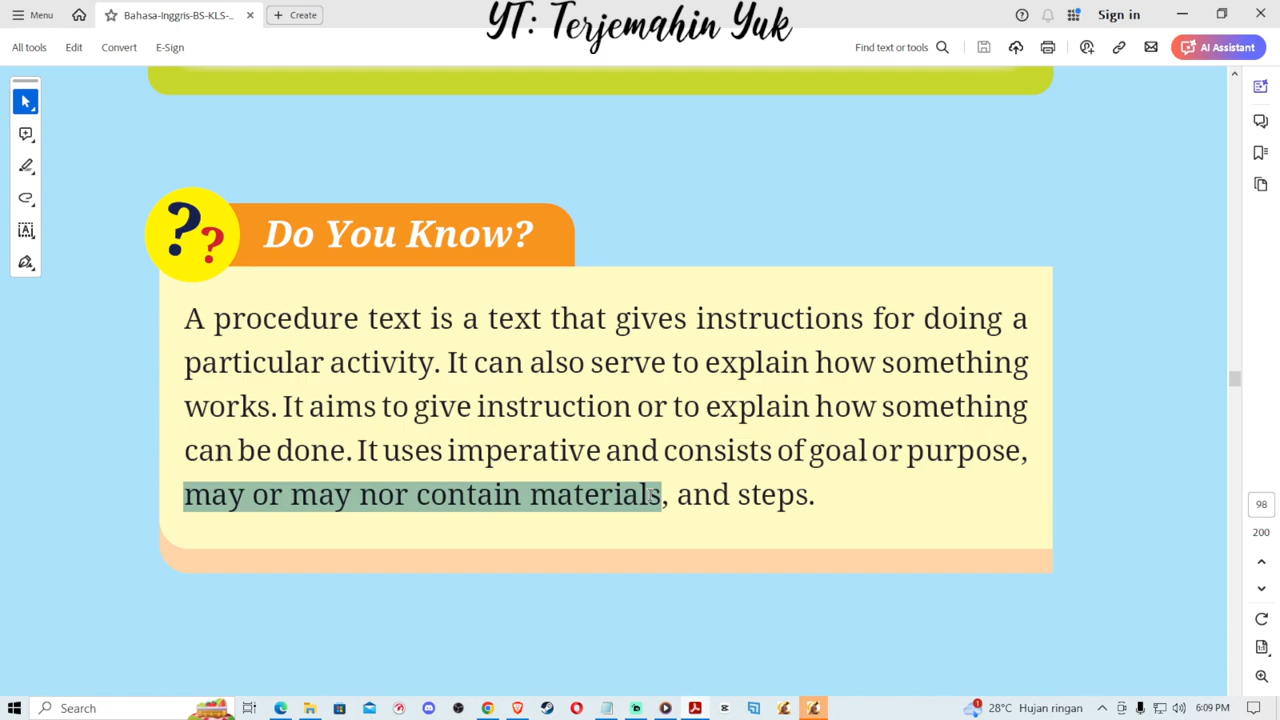 Menu
Bahasa-Inggris-BS-KLS-...
Create
YT: Terjemahin Yuk
Sign in
All tools
Edit
Convert
E-Sign
Find text or tools
AI Assistant
?? Do You Know?
A procedure text is a text that gives instructions for doing a
particular activity. It can also serve to explain how something
works. It aims to give instruction or to explain how something
can be done. It uses imperative and consists of goal or purpose,
may or may nor contain materials, and steps.
98
200
Search
28°C Hujan ringan
6:09 PM